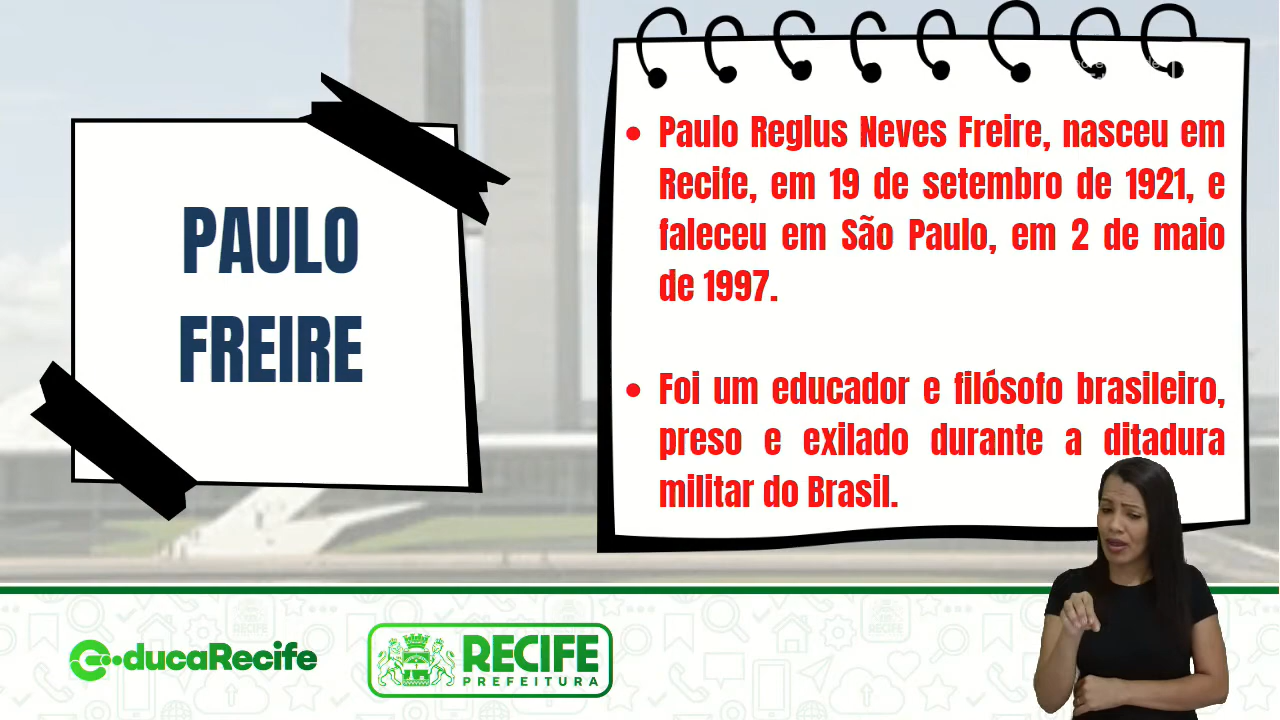 PAULO
FREIRE
Paulo Reglus Neves Freire, nasceu em
Recife, em 19 de setembro de 1921, e
faleceu em São Paulo, em 2 de maio
de 1997.
Foi um educador e filósofo brasileiro,
preso e exilado durante a ditadura
militar do Brasil.
ducaRecife
RECIFE
PREFEITURA